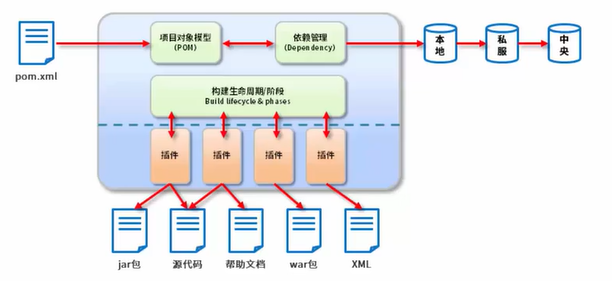 pom.xml
项目对象模型
(POM)
依赖管理
(Dependency)
本地
私服
中央
构建生命周期/阶段
Build lifecycle & phases
插件
插件
插件
插件
jar包
源代码
帮助文档
war包
XML